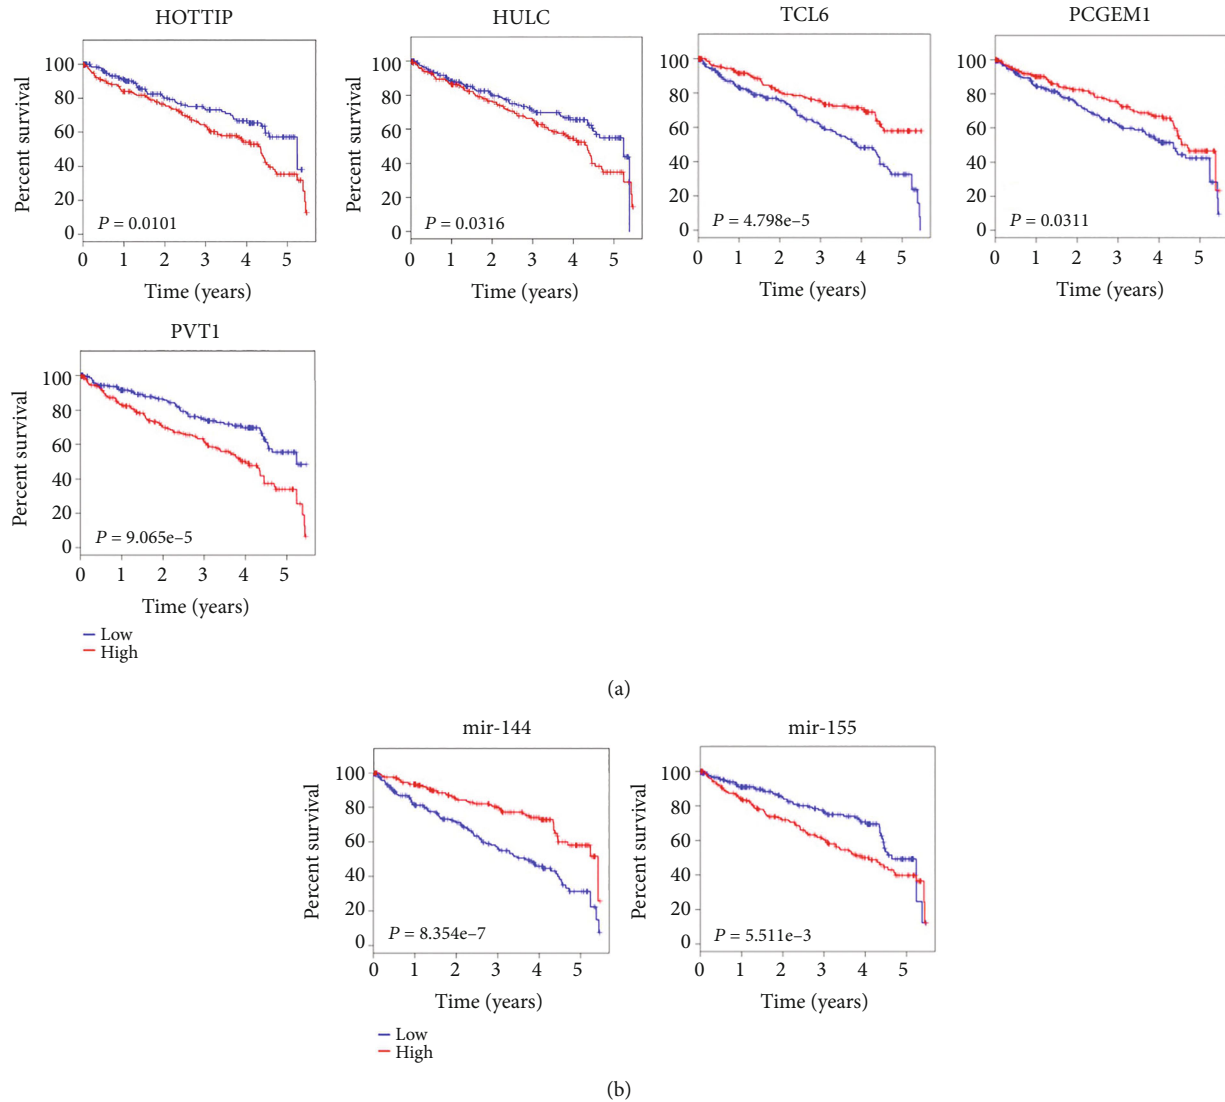 HOTTIP
HULC
TCL6
PCGEM1
Percent survival
100
80
60
40
20
0
P = 0.0101
0 1 2 3 4 5
Time (years)
Percent survival
100
80
60
40
20
0
P = 0.0316
0 1 2 3 4 5
Time (years)
Percent survival
100
80
60
40
20
0
P = 4.798e–5
0 1 2 3 4 5
Time (years)
Percent survival
100
80
60
40
20
0
P = 0.0311
0 1 2 3 4 5
Time (years)
PVT1
Percent survival
100
80
60
40
20
0
P = 9.065e–5
0 1 2 3 4 5
Time (years)
Low
High
(a)
mir-144
mir-155
Percent survival
100
80
60
40
20
0
P = 8.354e–7
0 1 2 3 4 5
Time (years)
Percent survival
100
80
60
40
20
0
P = 5.511e–3
0 1 2 3 4 5
Time (years)
Low
High
(b)